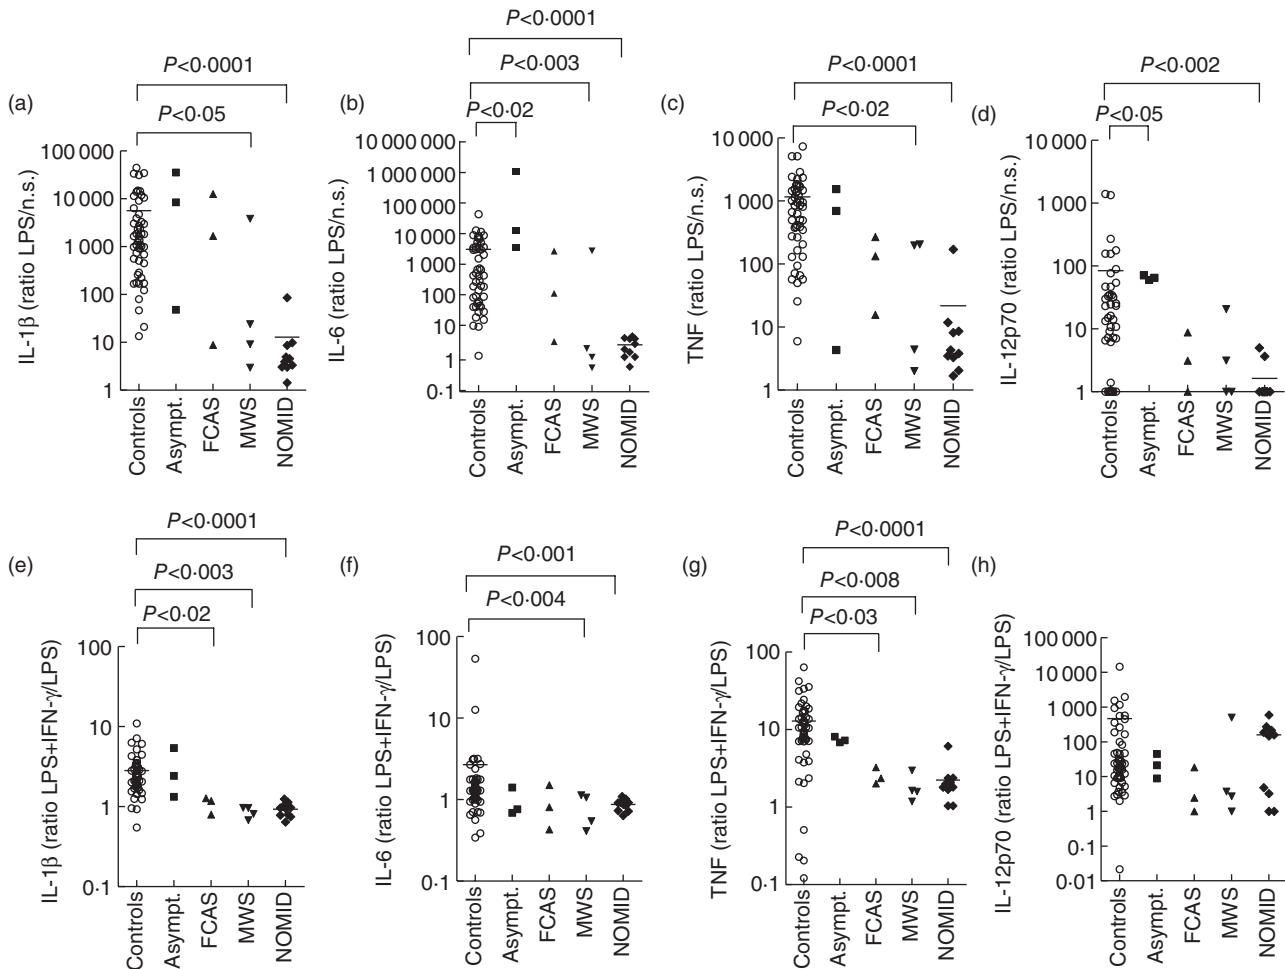 (a)
P<0·0001
P<0·05
IL-1β (ratio LPS/n.s.)
100 000
10 000
1 000
100
10
1
Controls
Asympt.
FCAS
MWS
NOMID
(b)
P<0·0001
P<0·003
P<0·02
IL-6 (ratio LPS/n.s.)
10 000 000
1 000 000
100 000
10 000
1 000
100
10
1
0·1
Controls
Asympt.
FCAS
MWS
NOMID
(c)
P<0·0001
P<0·02
TNF (ratio LPS/n.s.)
10 000
1 000
100
10
1
Controls
Asympt.
FCAS
MWS
NOMID
(d)
P<0·002
P<0·05
IL-12p70 (ratio LPS/n.s.)
10 000
1 000
100
10
1
Controls
Asympt.
FCAS
MWS
NOMID
(e)
P<0·0001
P<0·003
P<0·02
IL-1β (ratio LPS+IFN-γ/LPS)
100
10
1
0·1
Controls
Asympt.
FCAS
MWS
NOMID
(f)
P<0·001
P<0·004
IL-6 (ratio LPS+IFN-γ/LPS)
100
10
1
0·1
Controls
Asympt.
FCAS
MWS
NOMID
(g)
P<0·0001
P<0·008
P<0·03
TNF (ratio LPS+IFN-γ/LPS)
100
10
1
0·1
Controls
Asympt.
FCAS
MWS
NOMID
(h)
IL-12p70 (ratio LPS+IFN-γ/LPS)
100 000
10 000
1 000
100
10
1
0·1
0·01
Controls
Asympt.
FCAS
MWS
NOMID